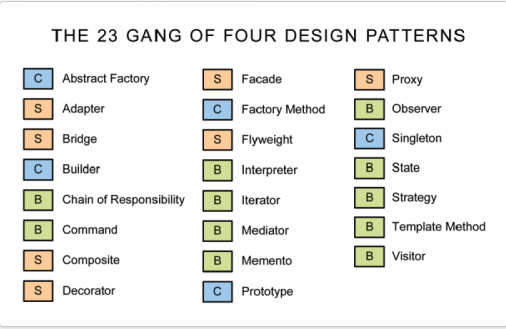 THE 23 GANG OF FOUR DESIGN PATTERNS
C Abstract Factory
S Adapter
S Bridge
C Builder
B Chain of Responsibility
B Command
S Composite
S Decorator
S Facade
C Factory Method
S Flyweight
B Interpreter
B Iterator
B Mediator
B Memento
C Prototype
S Proxy
B Observer
C Singleton
B State
B Strategy
B Template Method
B Visitor